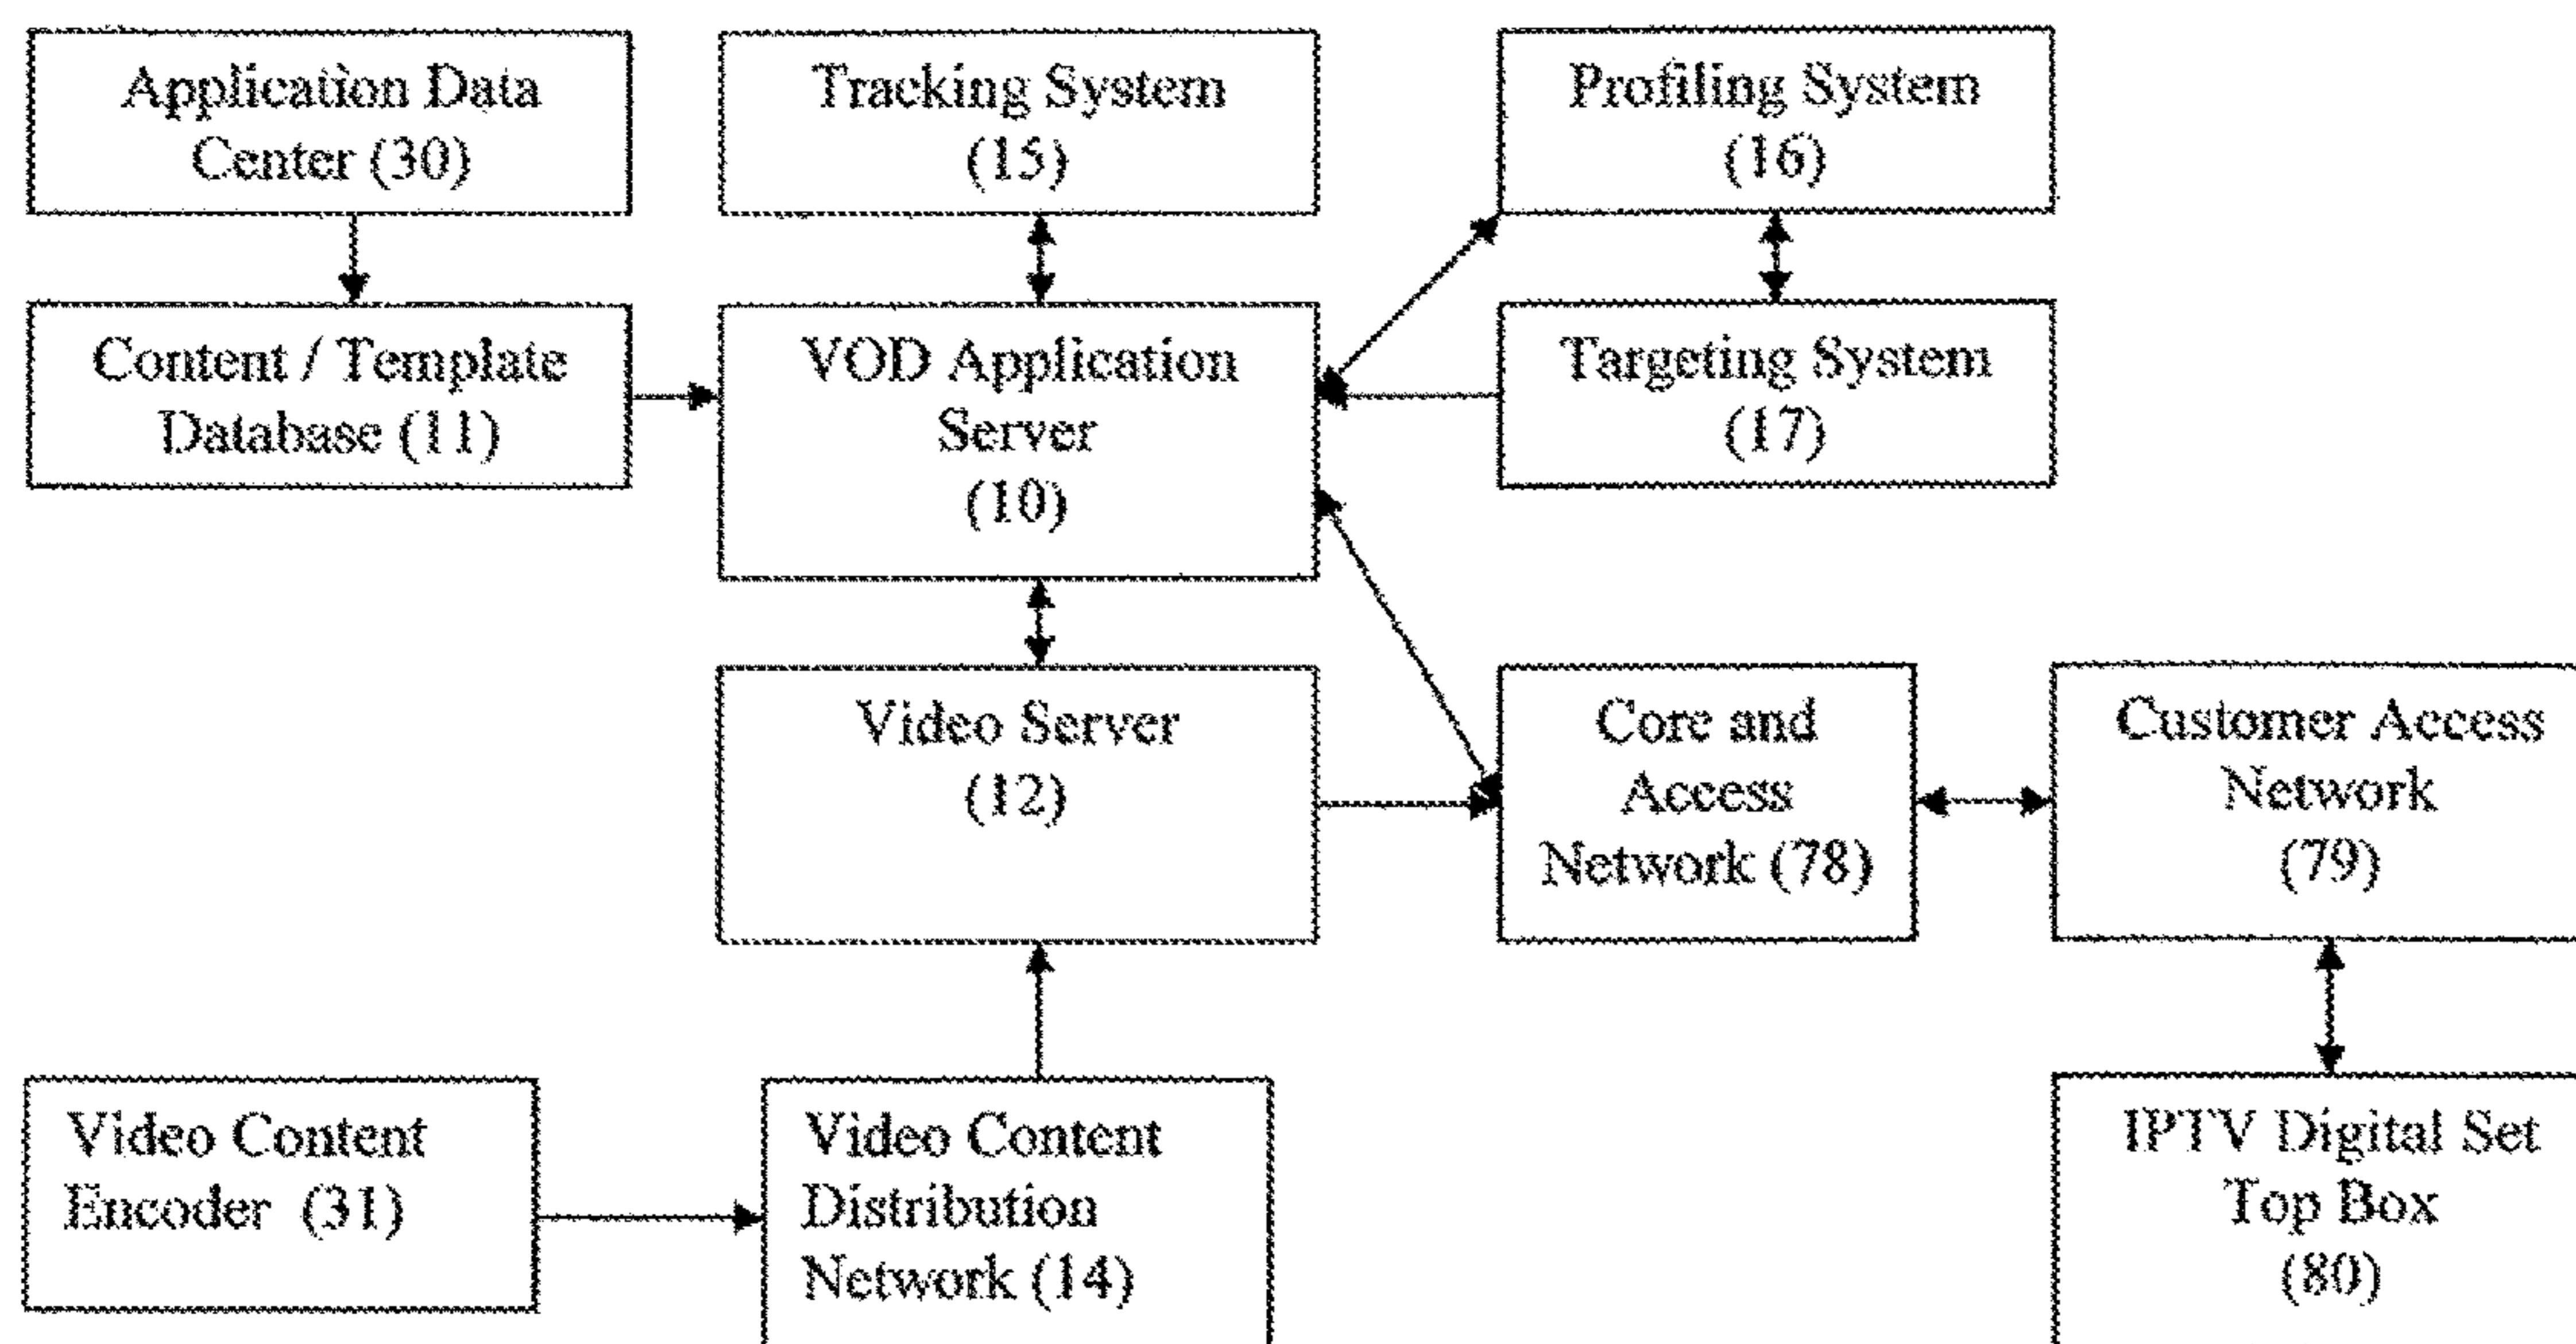 Application Data
Center (30)
Tracking System
(15)
Profiling System
(16)
Content / Template
Database (11)
VOD Application
Server
(10)
Targeting System
(17)
Video Server
(12)
Core and
Access
Network (78)
Customer Access
Network
(79)
Video Content
Encoder (31)
Video Content
Distribution
Network (14)
IPTV Digital Set
Top Box
(80)